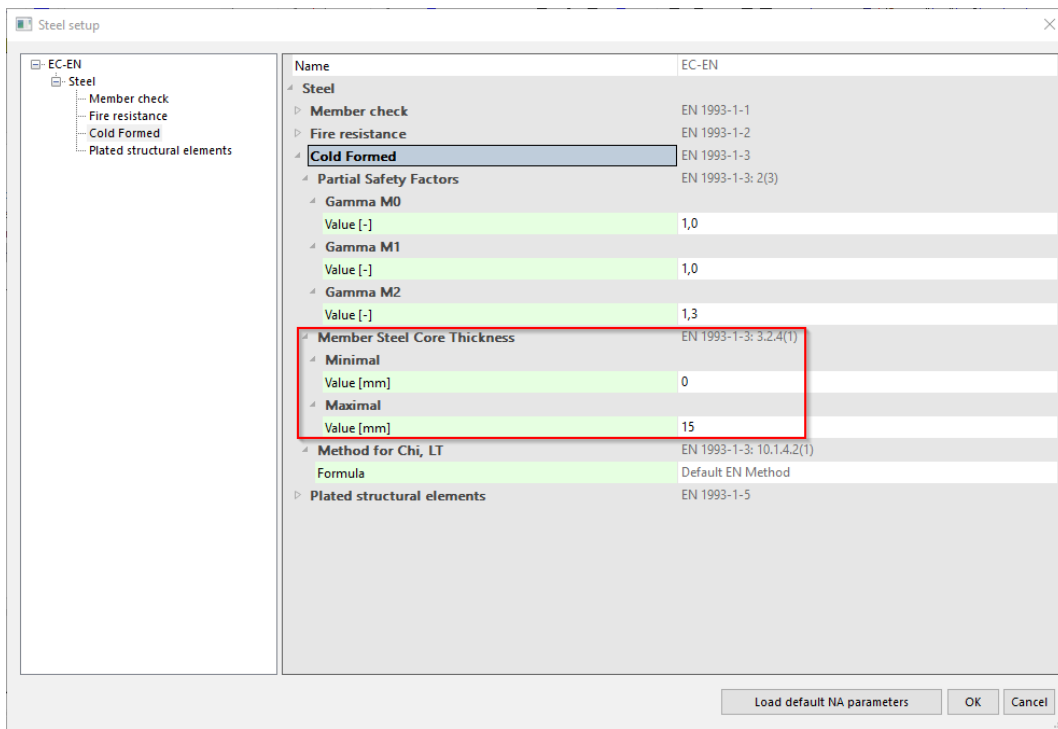 Steel setup
EC-EN
Steel
Member check
Fire resistance
Cold Formed
Plated structural elements
Name EC-EN
Steel
Member check EN 1993-1-1
Fire resistance EN 1993-1-2
Cold Formed EN 1993-1-3
Partial Safety Factors EN 1993-1-3: 2(3)
Gamma M0
Value [-] 1,0
Gamma M1
Value [-] 1,0
Gamma M2
Value [-] 1,3
Member Steel Core Thickness EN 1993-1-3: 3.2.4(1)
Minimal
Value [mm] 0
Maximal
Value [mm] 15
Method for Chi, LT EN 1993-1-3: 10.1.4.2(1)
Formula Default EN Method
Plated structural elements EN 1993-1-5
Load default NA parameters OK Cancel